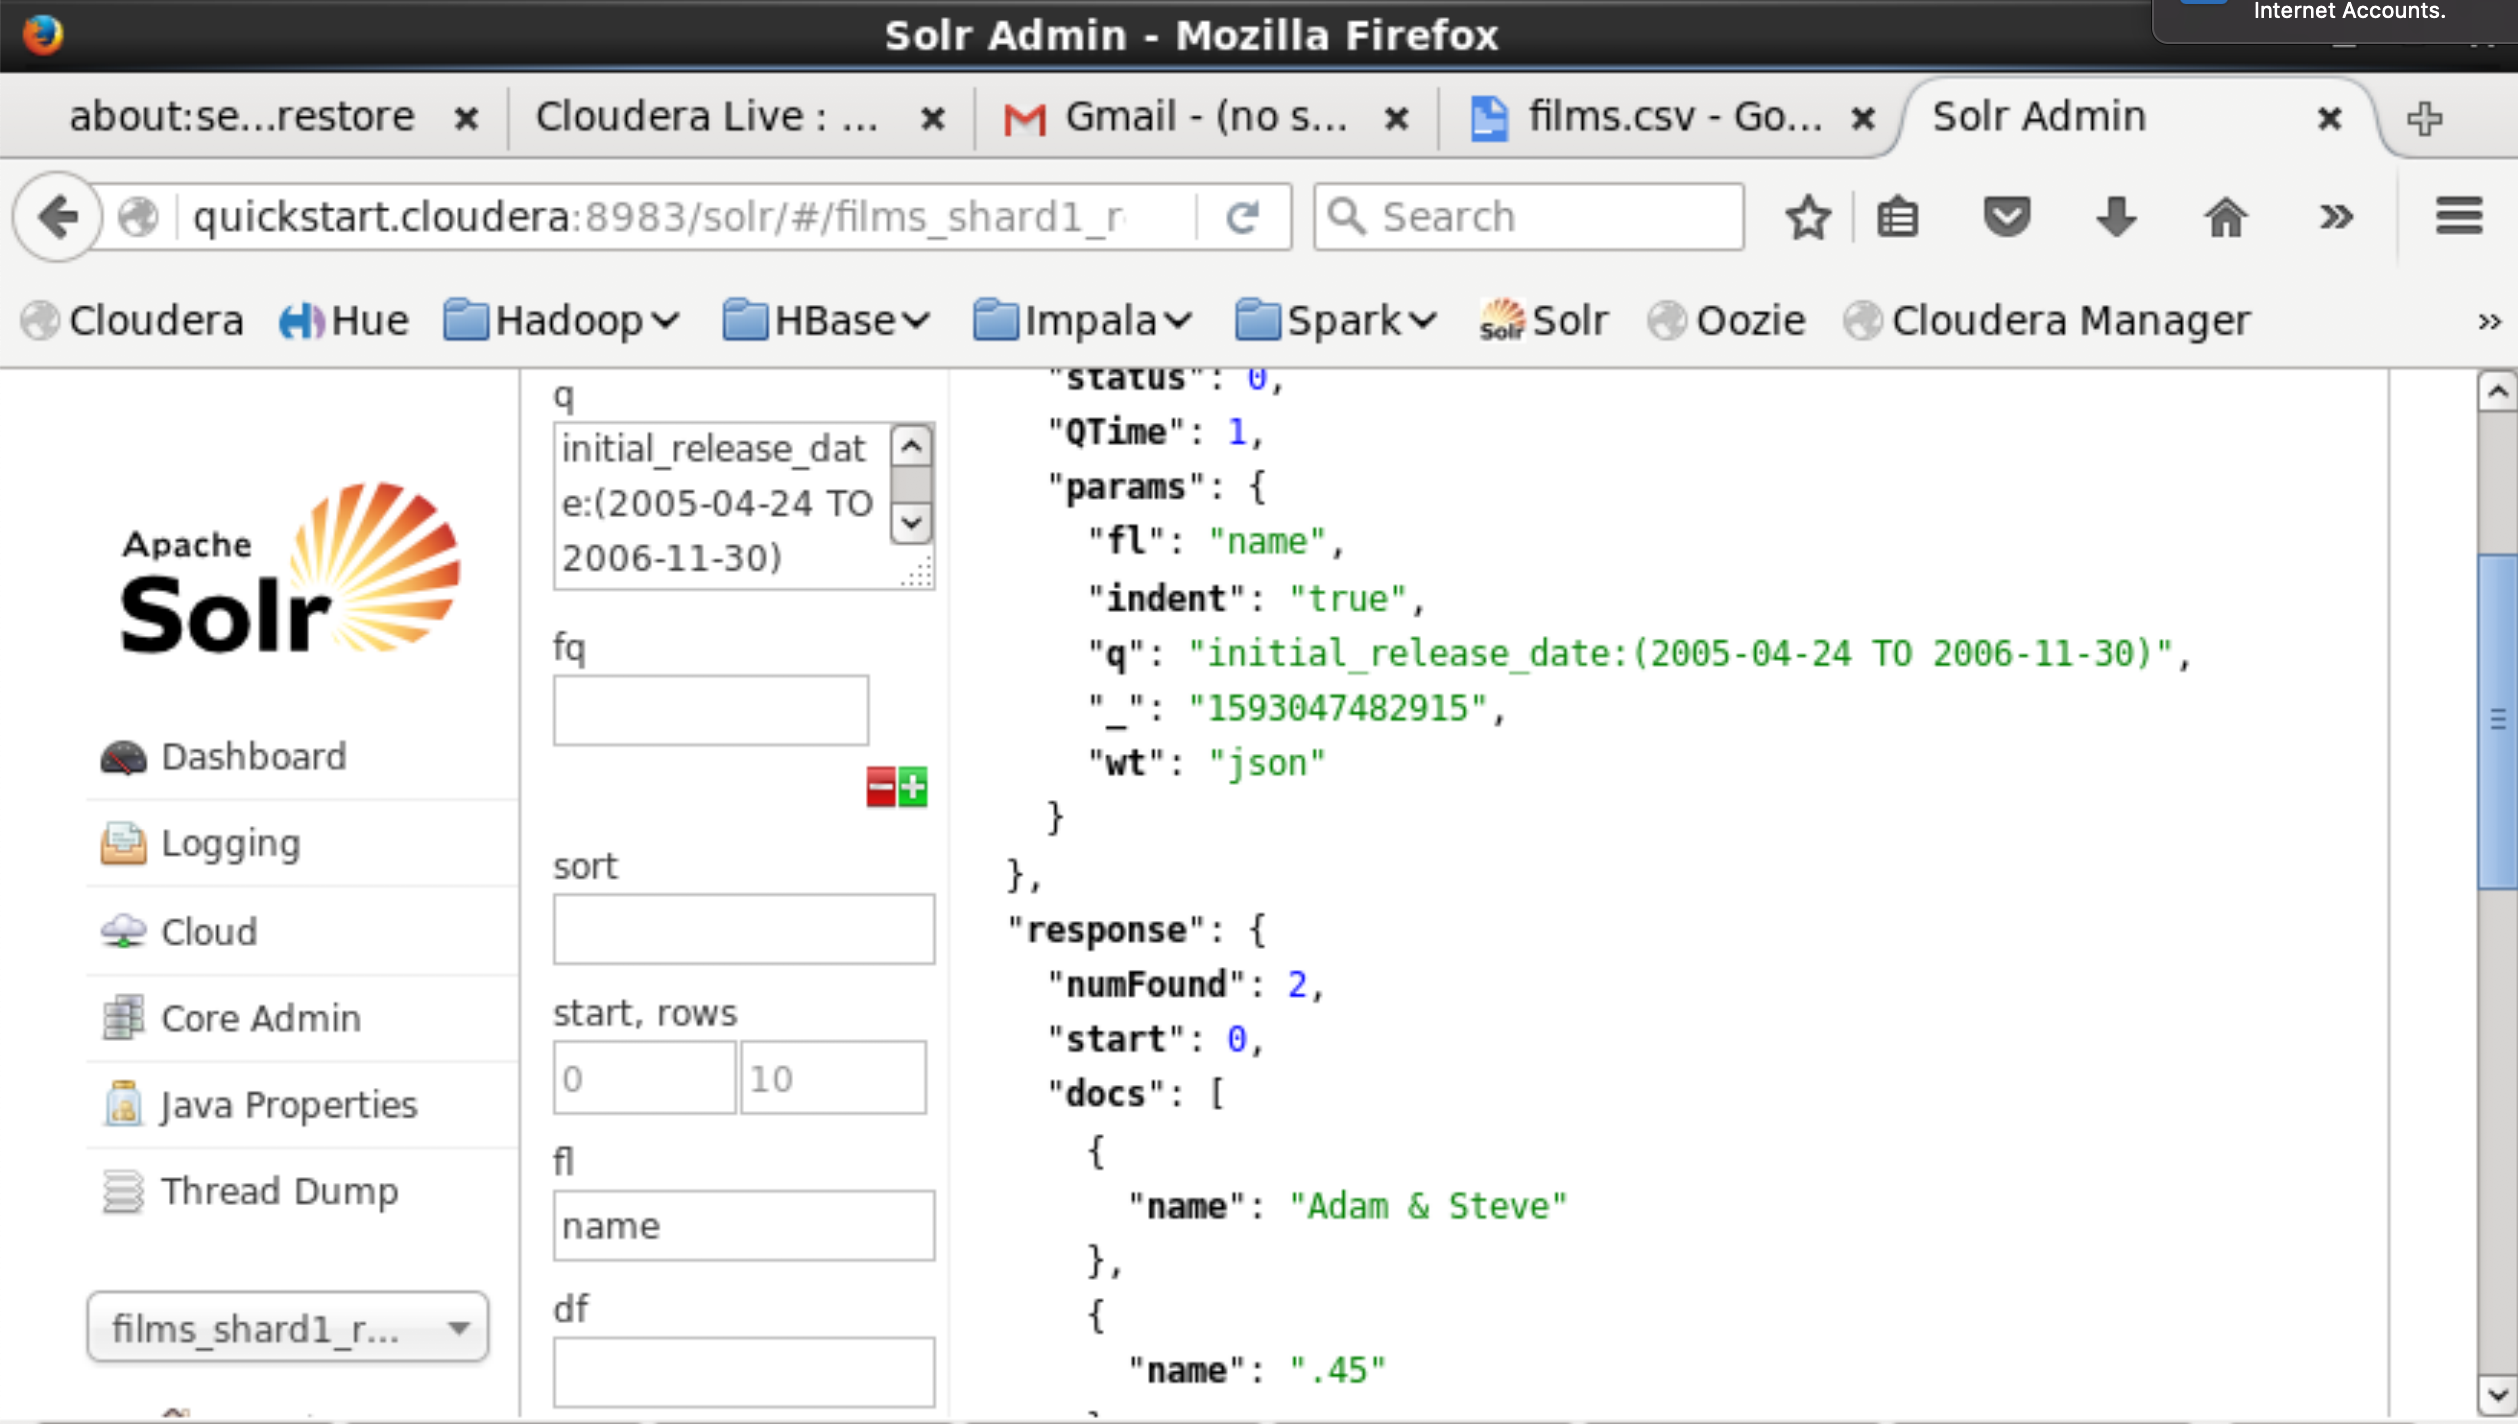 Internet Accounts.
Solr Admin - Mozilla Firefox
about:se...restore
Cloudera Live : ...
Gmail - (no s...
films.csv - Go...
Solr Admin
quickstart.cloudera:8983/solr/#/films_shard1_r
Search
Cloudera
Hue
Hadoop
HBase
Impala
Spark
Solr
Solr
Oozie
Cloudera Manager
Apache
Solr
Dashboard
Logging
Cloud
Core Admin
Java Properties
Thread Dump
films_shard1_r...
q
initial_release_dat
e:(2005-04-24 TO
2006-11-30)
fq
sort
start, rows
0
10
fl
name
df
"status": 0,
"QTime": 1,
"params": {
"fl": "name",
"indent": "true",
"q": "initial_release_date:(2005-04-24 TO 2006-11-30)",
"_": "1593047482915",
"wt": "json"
}
},
"response": {
"numFound": 2,
"start": 0,
"docs": [
{
"name": "Adam & Steve"
},
{
"name": ".45"